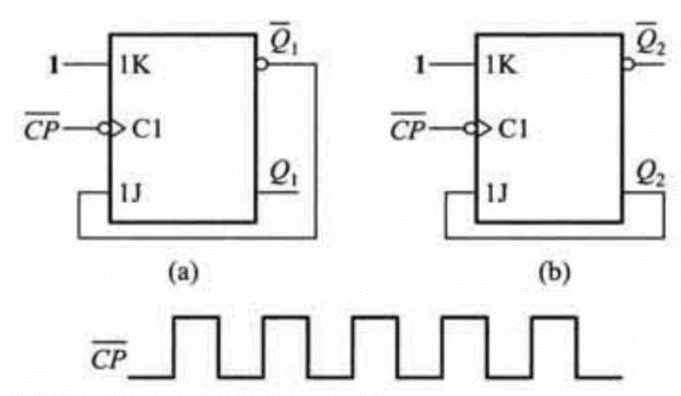 Q̅₁ Q̅₂
1 1K 1 1K
C̅P̅ C1 C̅P̅ C1
Q₁ Q₂
1J 1J
(a) (b)
C̅P̅